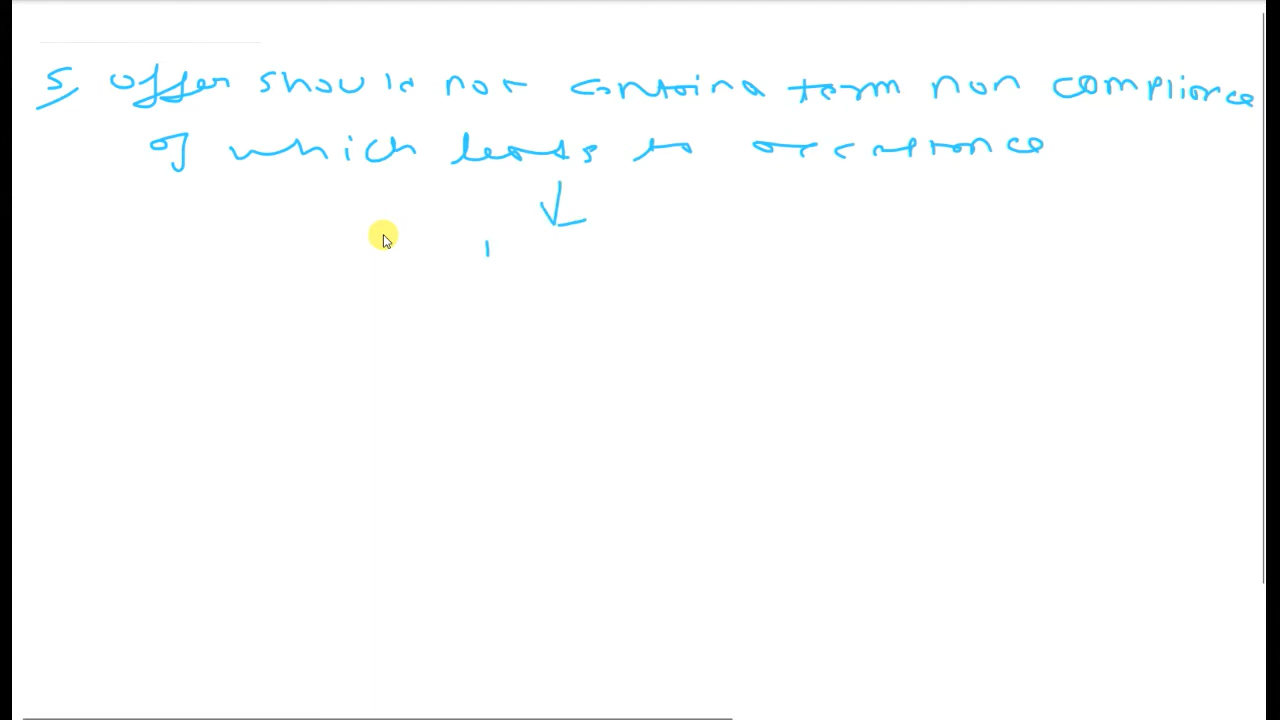 5, offer should not contain a term non compliance
of which leads to acceptance